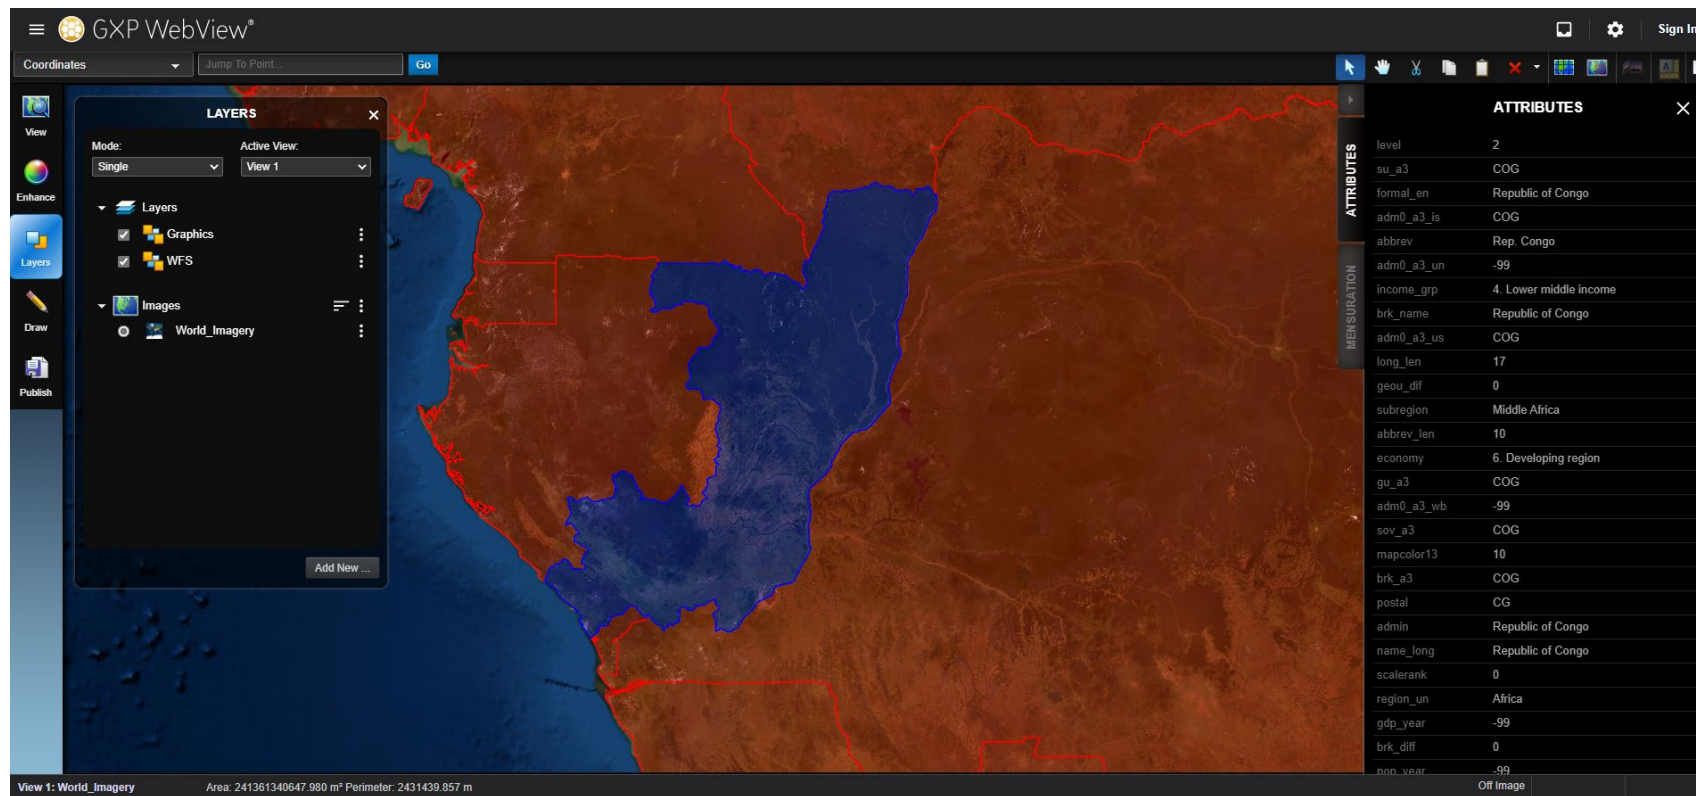 GXP WebView®
Sign In
Coordinates
Jump To Point...
Go
View
Enhance
Layers
Draw
Publish
LAYERS
Mode:
Active View:
Single
View 1
Layers
Graphics
WFS
Images
World_Imagery
Add New ...
ATTRIBUTES
MENSURATION
ATTRIBUTES
level 2
su_a3 COG
formal_en Republic of Congo
adm0_a3_is COG
abbrev Rep. Congo
adm0_a3_un -99
income_grp 4. Lower middle income
brk_name Republic of Congo
adm0_a3_us COG
long_len 17
geou_dif 0
subregion Middle Africa
abbrev_len 10
economy 6. Developing region
gu_a3 COG
adm0_a3_wb -99
sov_a3 COG
mapcolor13 10
brk_a3 COG
postal CG
admin Republic of Congo
name_long Republic of Congo
scalerank 0
region_un Africa
gdp_year -99
brk_diff 0
pop_year -99
View 1: World_Imagery
Area: 241361340647.980 m² Perimeter: 2431439.857 m
Off Image